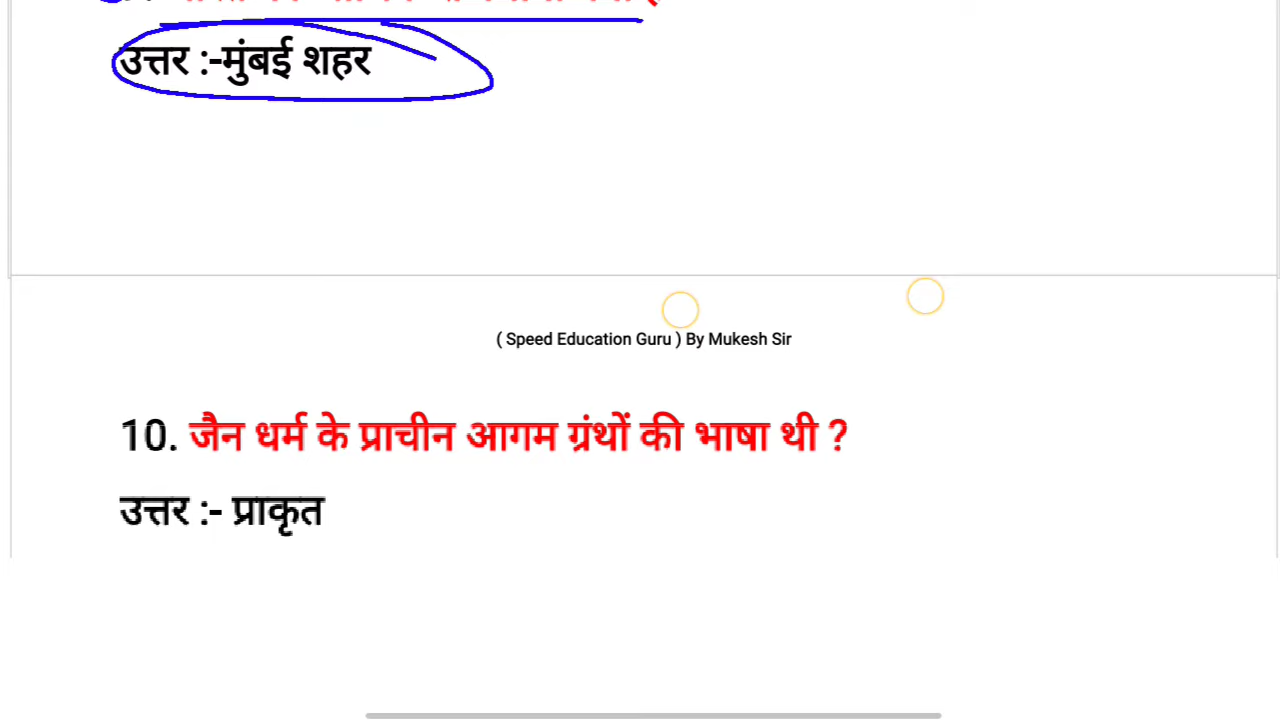 उत्तर :-मुंबई शहर
( Speed Education Guru ) By Mukesh Sir
10. जैन धर्म के प्राचीन आगम ग्रंथों की भाषा थी ?
उत्तर :- प्राकृत